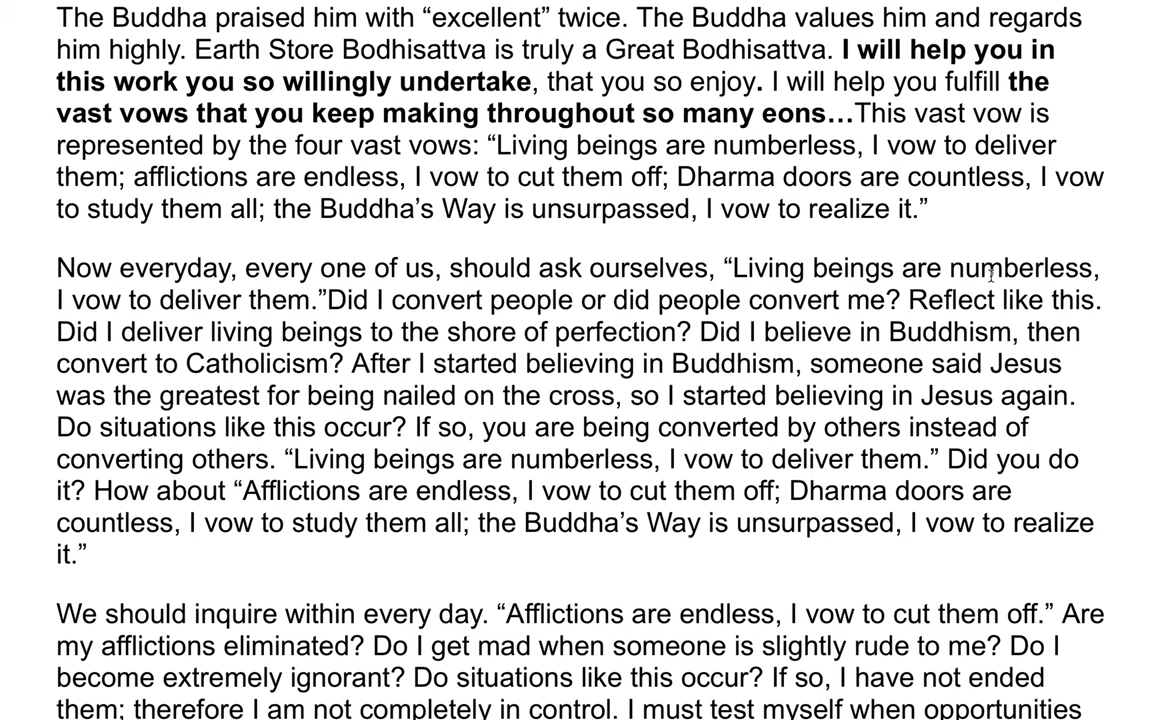 The Buddha praised him with “excellent” twice. The Buddha values him and regards
him highly. Earth Store Bodhisattva is truly a Great Bodhisattva. I will help you in
this work you so willingly undertake, that you so enjoy. I will help you fulfill the
vast vows that you keep making throughout so many eons…This vast vow is
represented by the four vast vows: “Living beings are numberless, I vow to deliver
them; afflictions are endless, I vow to cut them off; Dharma doors are countless, I vow
to study them all; the Buddha’s Way is unsurpassed, I vow to realize it.”
Now everyday, every one of us, should ask ourselves, “Living beings are numberless,
I vow to deliver them.”Did I convert people or did people convert me? Reflect like this.
Did I deliver living beings to the shore of perfection? Did I believe in Buddhism, then
convert to Catholicism? After I started believing in Buddhism, someone said Jesus
was the greatest for being nailed on the cross, so I started believing in Jesus again.
Do situations like this occur? If so, you are being converted by others instead of
converting others. “Living beings are numberless, I vow to deliver them.” Did you do
it? How about “Afflictions are endless, I vow to cut them off; Dharma doors are
countless, I vow to study them all; the Buddha’s Way is unsurpassed, I vow to realize
it.”
We should inquire within every day. “Afflictions are endless, I vow to cut them off.” Are
my afflictions eliminated? Do I get mad when someone is slightly rude to me? Do I
become extremely ignorant? Do situations like this occur? If so, I have not ended
them; therefore I am not completely in control. I must test myself when opportunities